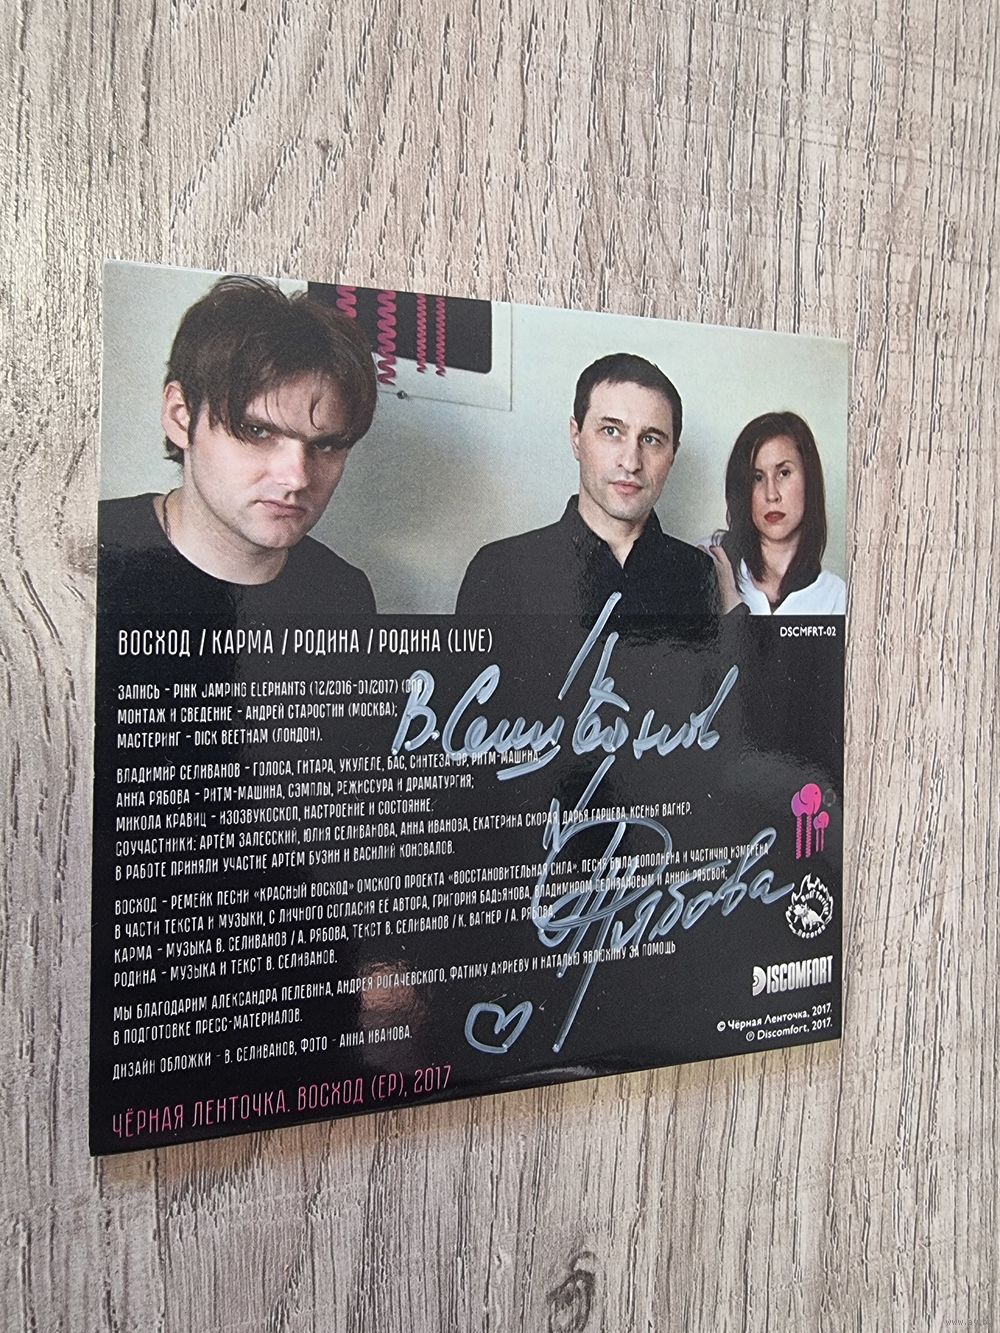 ВОСХОД / КАРМА / РОДИНА / РОДИНА (LIVE)
DSCMFRT-02
ЗАПИСЬ - PINK JAMPING ELEPHANTS (12/2016-01/2017)
МОНТАЖ И СВЕДЕНИЕ - АНДРЕЙ СТАРОСТИН (МОСКВА);
МАСТЕРИНГ - DICK BEETHAM (ЛОНДОН).
В. Селиванов
ВЛАДИМИР СЕЛИВАНОВ - ГОЛОСА, ГИТАРА, УКУЛЕЛЕ, БАС, СИНТЕЗАТОР, РИТМ-МАШИНА;
АННА РЯБОВА - РИТМ-МАШИНА, СЭМПЛЫ, РЕЖИССУРА И ДРАМАТУРГИЯ;
МИКОЛА КРАВИЦ - ИЗОЗВУКОСКОП, НАСТРОЕНИЕ И СОСТОЯНИЕ.
СОУЧАСТНИКИ: АРТЁМ ЗАЛЕССКИЙ, ЮЛИЯ СЕЛИВАНОВА, АННА ИВАНОВА, ЕКАТЕРИНА СКОРАЯ, ДАРЬЯ ГАРЦЕВА, КСЕНЬЯ ВАГНЕР.
В РАБОТЕ ПРИНЯЛИ УЧАСТИЕ АРТЁМ БУЗИН И ВАСИЛИЙ КОНОВАЛОВ.
ВОСХОД - РЕМЕЙК ПЕСНИ «КРАСНЫЙ ВОСХОД» ОМСКОГО ПРОЕКТА «ВОССТАНОВИТЕЛЬНАЯ СИЛА». ПЕСНЯ БЫЛА ДОПОЛНЕНА И ЧАСТИЧНО ИЗМЕНЕНА
В ЧАСТИ ТЕКСТА И МУЗЫКИ, С ЛИЧНОГО СОГЛАСИЯ ЕЁ АВТОРА, ГРИГОРИЯ БАДЬЯНОВА, ВЛАДИМИРОМ СЕЛИВАНОВЫМ И АННОЙ РЯБОВОЙ;
КАРМА - МУЗЫКА В. СЕЛИВАНОВ / А. РЯБОВА, ТЕКСТ В. СЕЛИВАНОВ / К. ВАГНЕР / А. РЯБОВА;
РОДИНА - МУЗЫКА И ТЕКСТ В. СЕЛИВАНОВ.
Рябова
МЫ БЛАГОДАРИМ АЛЕКСАНДРА ПЕЛЕВИНА, АНДРЕЯ РОГАЧЕВСКОГО, ФАТИМУ АХРИЕВУ И НАТАЛЬЮ ЯВЛЮХИНУ ЗА ПОМОЩЬ
В ПОДГОТОВКЕ ПРЕСС-МАТЕРИАЛОВ.
ДИЗАЙН ОБЛОЖКИ - В. СЕЛИВАНОВ, ФОТО - АННА ИВАНОВА.
DISCOMFORT
© Чёрная Ленточка, 2017.
℗ Discomfort, 2017.
ЧЁРНАЯ ЛЕНТОЧКА. ВОСХОД (EP), 2017